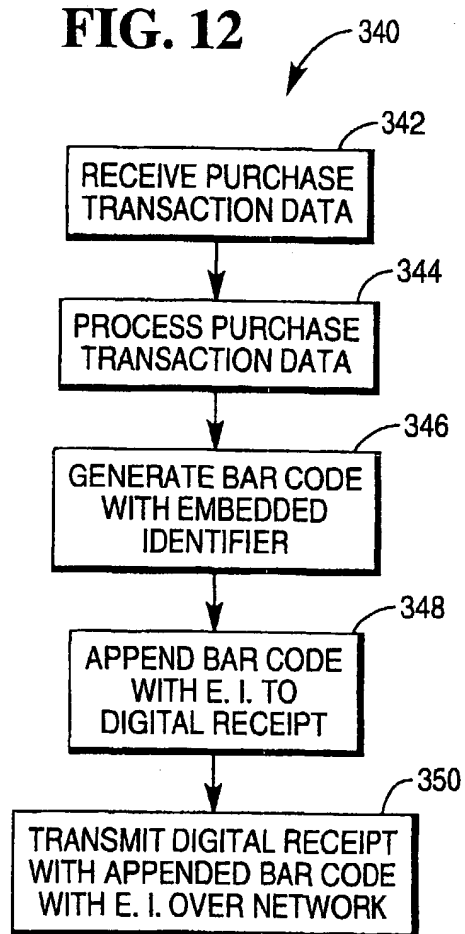 FIG. 12
340
342
RECEIVE PURCHASE
TRANSACTION DATA
344
PROCESS PURCHASE
TRANSACTION DATA
346
GENERATE BAR CODE
WITH EMBEDDED
IDENTIFIER
348
APPEND BAR CODE
WITH E. I. TO
DIGITAL RECEIPT
350
TRANSMIT DIGITAL RECEIPT
WITH APPENDED BAR CODE
WITH E. I. OVER NETWORK